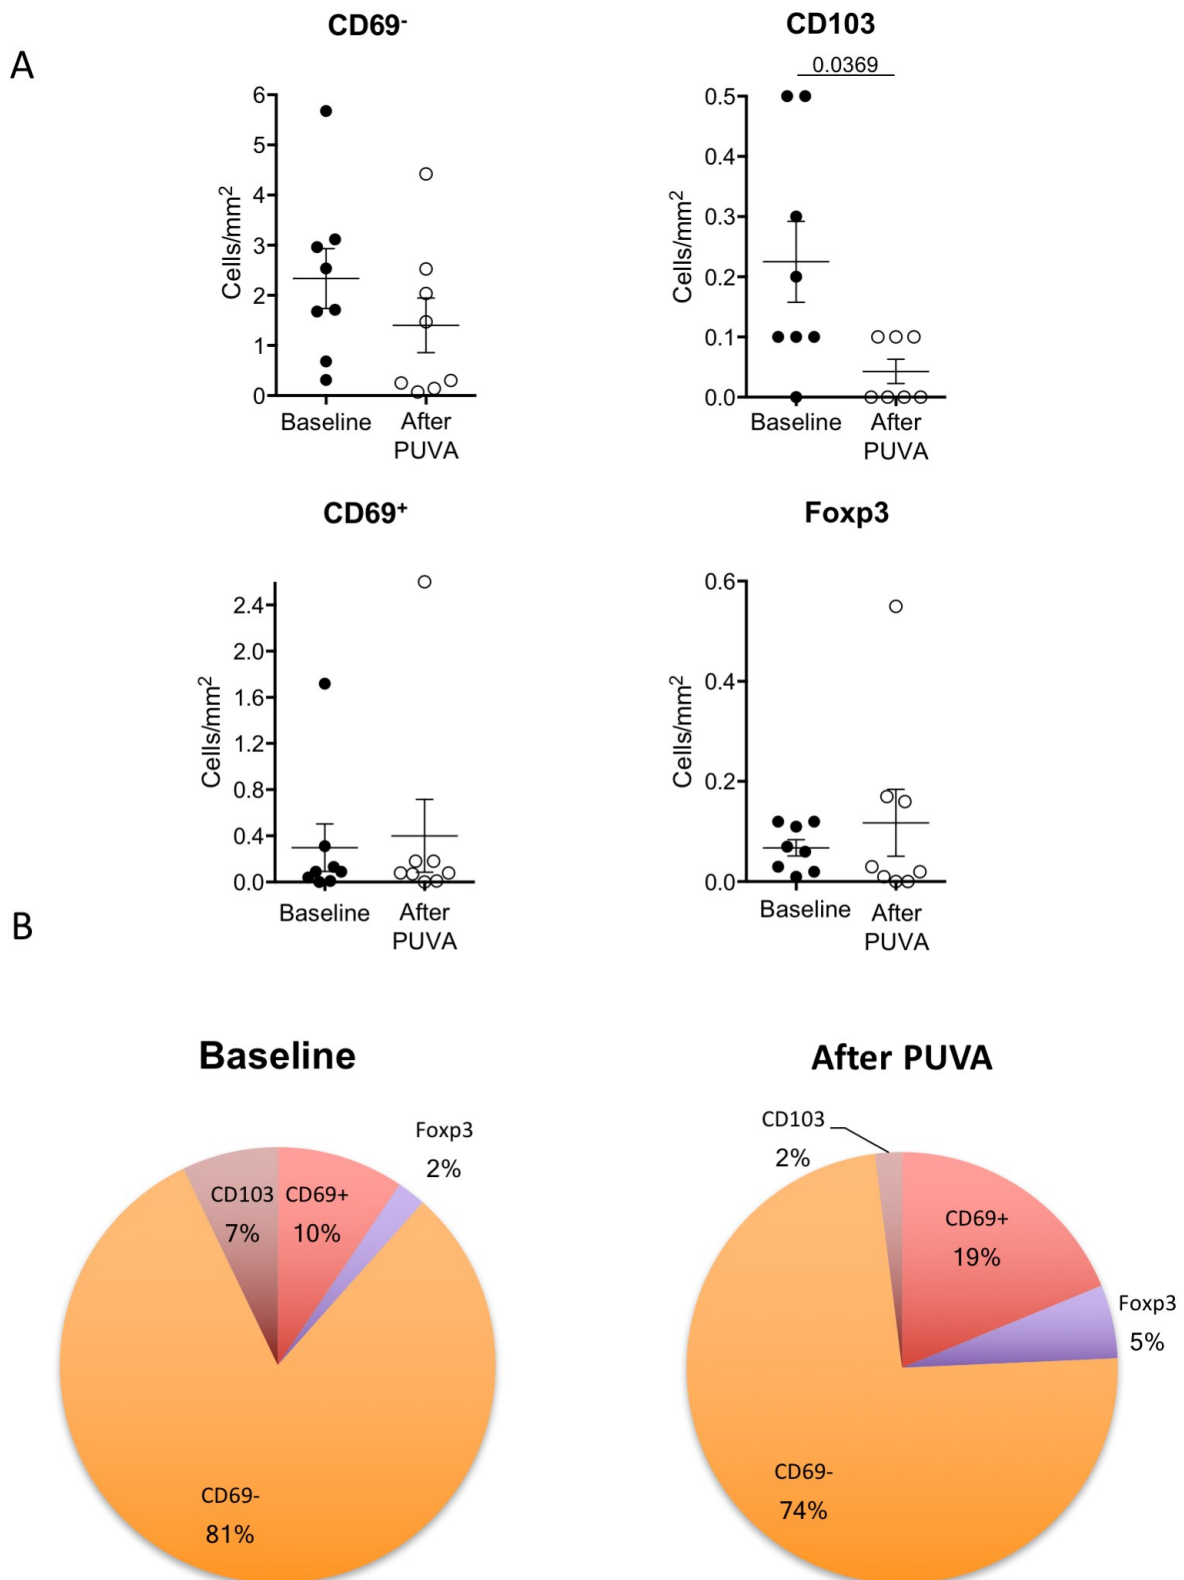 A
CD69⁻
6
5
4
3
2
1
0
Cells/mm²
Baseline
After
PUVA
CD103
0.0369
0.5
0.4
0.3
0.2
0.1
0.0
Cells/mm²
Baseline
After
PUVA
CD69⁺
2.4
2.0
1.6
1.2
0.8
0.4
0.0
Cells/mm²
Baseline
After
PUVA
Foxp3
0.6
0.4
0.2
0.0
Cells/mm²
Baseline
After
PUVA
B
Baseline
Foxp3
2%
CD103
7%
CD69+
10%
CD69-
81%
After PUVA
CD103
2%
CD69+
19%
Foxp3
5%
CD69-
74%